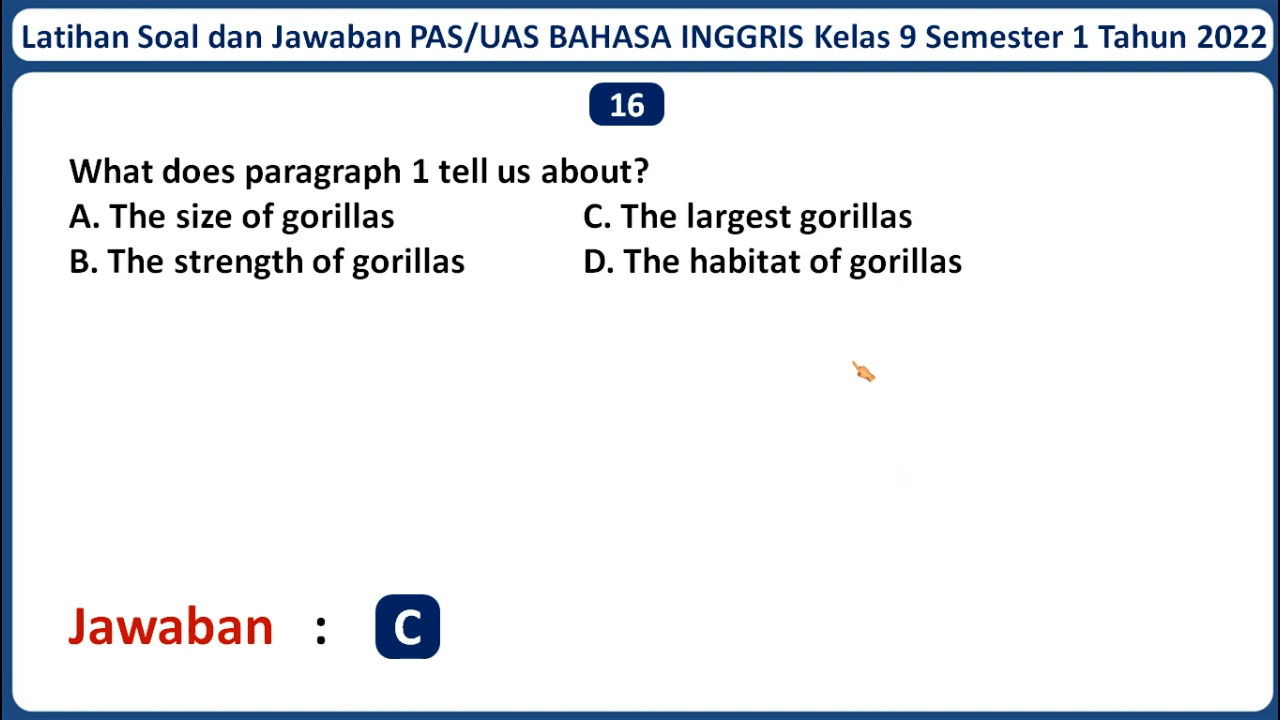 Latihan Soal dan Jawaban PAS/UAS BAHASA INGGRIS Kelas 9 Semester 1 Tahun 2022
16
What does paragraph 1 tell us about?
A. The size of gorillas C. The largest gorillas
B. The strength of gorillas D. The habitat of gorillas
Jawaban : C